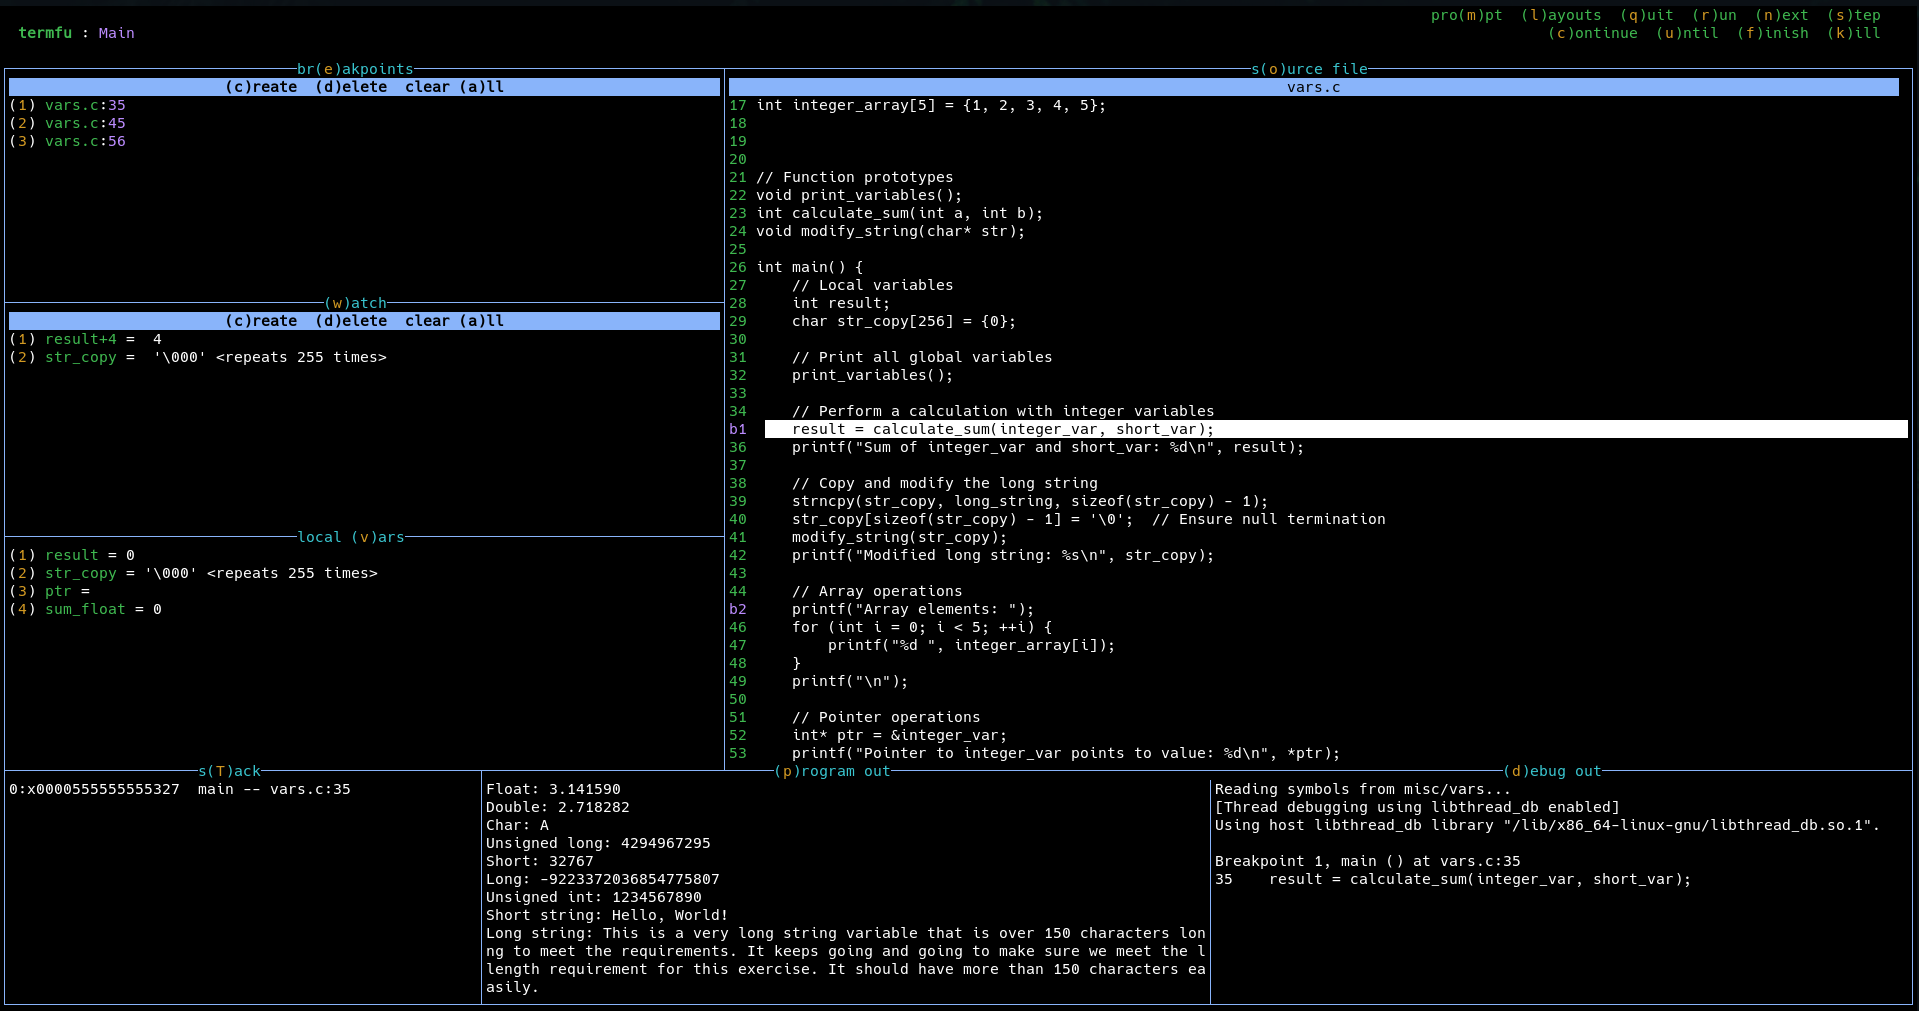 pro(m)pt  (l)ayouts  (q)uit  (r)un  (n)ext  (s)tep
termfu : Main
(c)ontinue  (u)ntil  (f)inish  (k)ill
br(e)akpoints
(c)reate  (d)elete  clear (a)ll
(1) vars.c:35
(2) vars.c:45
(3) vars.c:56
(w)atch
(c)reate  (d)elete  clear (a)ll
(1) result+4 =  4
(2) str_copy =  '\000' <repeats 255 times>
local (v)ars
(1) result = 0
(2) str_copy = '\000' <repeats 255 times>
(3) ptr =
(4) sum_float = 0
s(o)urce file
vars.c
17 int integer_array[5] = {1, 2, 3, 4, 5};
18
19
20
21 // Function prototypes
22 void print_variables();
23 int calculate_sum(int a, int b);
24 void modify_string(char* str);
25
26 int main() {
27     // Local variables
28     int result;
29     char str_copy[256] = {0};
30
31     // Print all global variables
32     print_variables();
33
34     // Perform a calculation with integer variables
b1     result = calculate_sum(integer_var, short_var);
36     printf("Sum of integer_var and short_var: %d\n", result);
37
38     // Copy and modify the long string
39     strncpy(str_copy, long_string, sizeof(str_copy) - 1);
40     str_copy[sizeof(str_copy) - 1] = '\0';  // Ensure null termination
41     modify_string(str_copy);
42     printf("Modified long string: %s\n", str_copy);
43
44     // Array operations
b2     printf("Array elements: ");
46     for (int i = 0; i < 5; ++i) {
47         printf("%d ", integer_array[i]);
48     }
49     printf("\n");
50
51     // Pointer operations
52     int* ptr = &integer_var;
53     printf("Pointer to integer_var points to value: %d\n", *ptr);
s(T)ack
0:x0000555555555327  main -- vars.c:35
(p)rogram out
Float: 3.141590
Double: 2.718282
Char: A
Unsigned long: 4294967295
Short: 32767
Long: -9223372036854775807
Unsigned int: 1234567890
Short string: Hello, World!
Long string: This is a very long string variable that is over 150 characters lon
ng to meet the requirements. It keeps going and going to make sure we meet the l
length requirement for this exercise. It should have more than 150 characters ea
asily.
(d)ebug out
Reading symbols from misc/vars...
[Thread debugging using libthread_db enabled]
Using host libthread_db library "/lib/x86_64-linux-gnu/libthread_db.so.1".
Breakpoint 1, main () at vars.c:35
35    result = calculate_sum(integer_var, short_var);